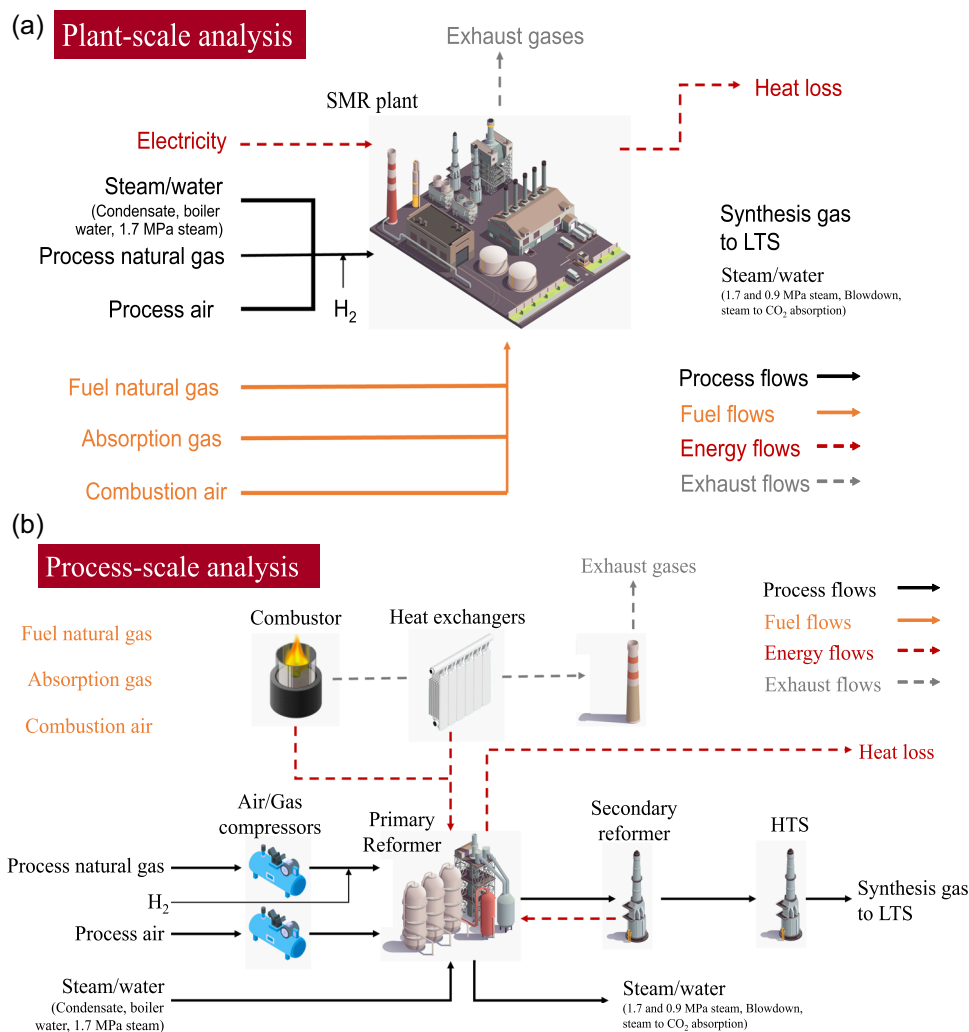 (a)
Plant-scale analysis
Exhaust gases
SMR plant
Heat loss
Electricity
Steam/water
(Condensate, boiler
water, 1.7 MPa steam)
Process natural gas
H2
Process air
Synthesis gas
to LTS
Steam/water
(1.7 and 0.9 MPa steam, Blowdown,
steam to CO2 absorption)
Fuel natural gas
Absorption gas
Combustion air
Process flows
Fuel flows
Energy flows
Exhaust flows
(b)
Process-scale analysis
Exhaust gases
Process flows
Fuel flows
Energy flows
Exhaust flows
Combustor
Heat exchangers
Fuel natural gas
Absorption gas
Combustion air
Heat loss
Air/Gas
compressors
Primary
Reformer
Secondary
reformer
HTS
Process natural gas
H2
Process air
Synthesis gas
to LTS
Steam/water
(Condensate, boiler
water, 1.7 MPa steam)
Steam/water
(1.7 and 0.9 MPa steam, Blowdown,
steam to CO2 absorption)